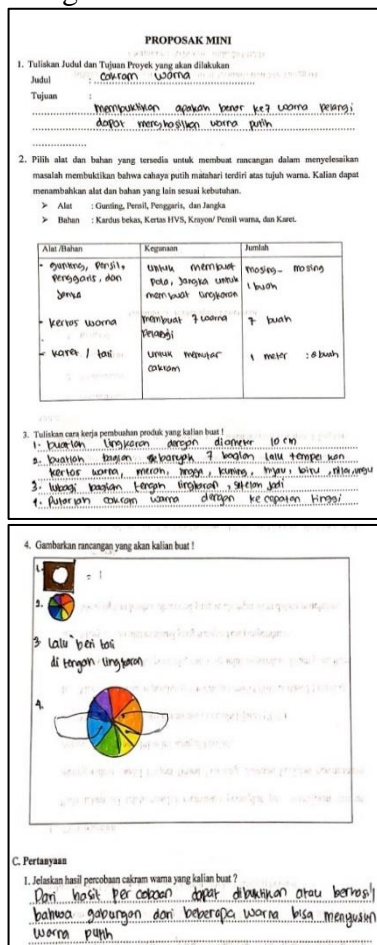 PROPOSAK MINI
1. Tuliskan Judul dan Tujuan Proyek yang akan dilakukan
Judul : cakram warna
Tujuan :
membuktikan apakah benar ke7 warna pelangi
dapat menghasilkan warna putih
2. Pilih alat dan bahan yang tersedia untuk membuat rancangan dalam menyelesaikan
masalah membuktikan bahwa cahaya putih matahari terdiri atas tujuh warna. Kalian dapat
menambahkan alat dan bahan yang lain sesuai kebutuhan.
➤ Alat : Gunting, Pensil, Penggaris, dan Jangka
➤ Bahan : Kardus bekas, Kertas HVS, Krayon/ Pensil warna, dan Karet.
Alat /Bahan Kegunaan Jumlah
- gunting, pensil, untuk membuat masing - masing
penggaris, dan pola, jangka untuk 1 buah
jangka membuat lingkaran
- kertas warna membuat 7 warna 7 buah
pelangi
- karet / tali untuk memutar 1 meter
cakram
3. Tuliskan cara kerja pembuatan produk yang kalian buat !
1. buatlah lingkaran dengan diameter 10 cm
2. buatlah bagian sebanyak 7 bagian lalu tempel kan
kertas warna, merah, jingga, kuning, hijau, biru, nila, ungu
3. lubagi bagian tengah lingkaran, setelah jadi
4. Putarlah cakram warna dengan kecepatan tinggi
4. Gambarkan rancangan yang akan kalian buat !
1.
2.
3 Lalu beri tali
di tengah lingkaran
4.
C. Pertanyaan
1. Jelaskan hasil percobaan cakram warna yang kalian buat ?
Dari hasil percobaan dapat dibuktikan atau berhasil
bahwa gabungan dari beberapa warna bisa menyusun
warna putih